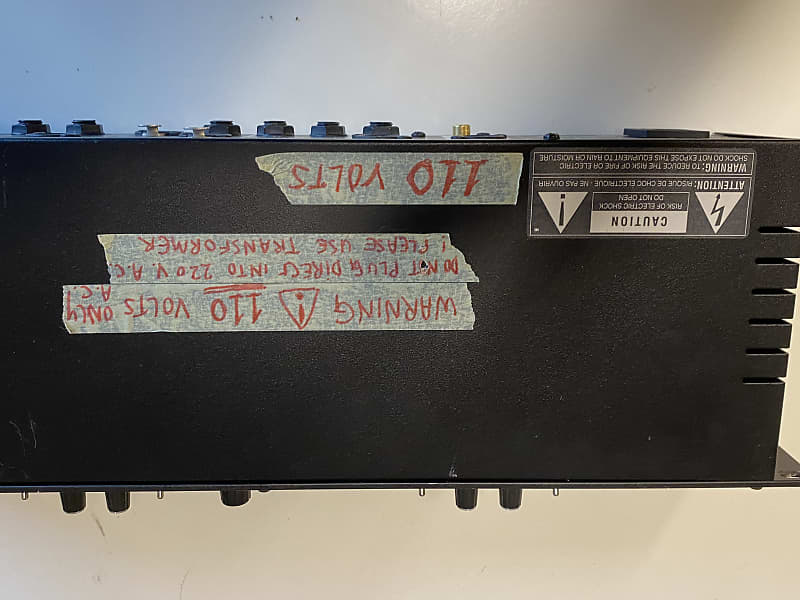 WARNING ! 110 VOLTS ONLY
A.C.!
DO NOT PLUG DIRECT INTO 220 V. A.C.
! PLEASE USE TRANSFORMER
110 VOLTS
CAUTION
RISK OF ELECTRIC SHOCK
DO NOT OPEN
ATTENTION: RISQUE DE CHOC ELECTRIQUE - NE PAS OUVRIR
WARNING: TO REDUCE THE RISK OF FIRE OR ELECTRIC
SHOCK DO NOT EXPOSE THIS EQUIPMENT TO RAIN OR MOISTURE